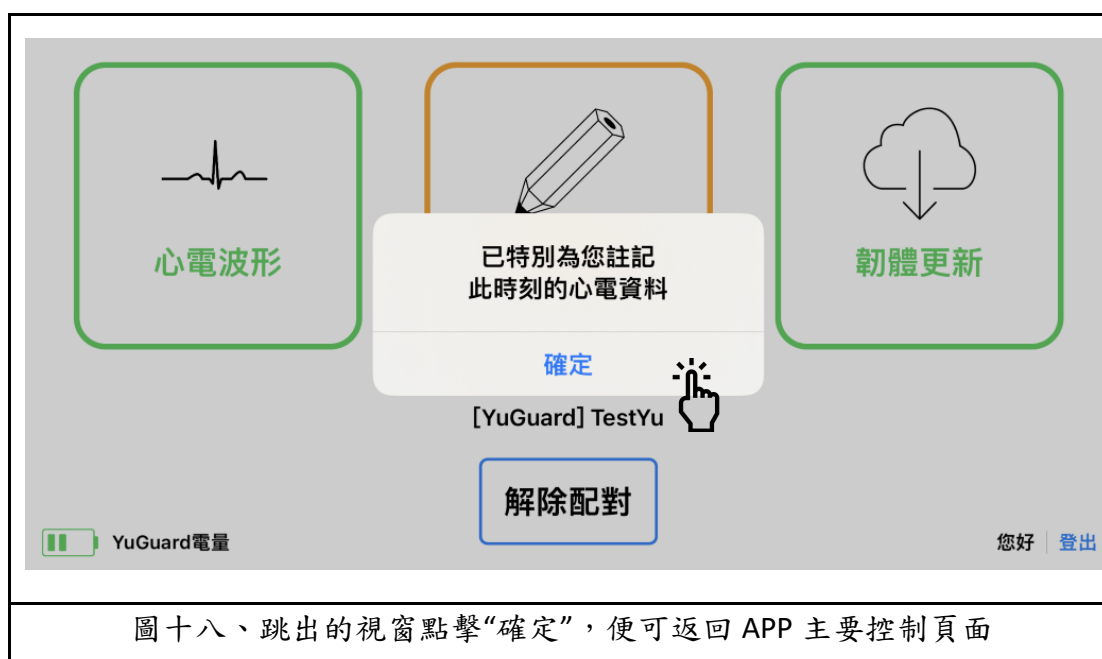 心電波形
已特別為您註記
此時刻的心電資料
韌體更新
確定
[YuGuard] TestYu
解除配對
YuGuard電量
您好
登出
圖十八、跳出的視窗點擊“確定”，便可返回 APP 主要控制頁面